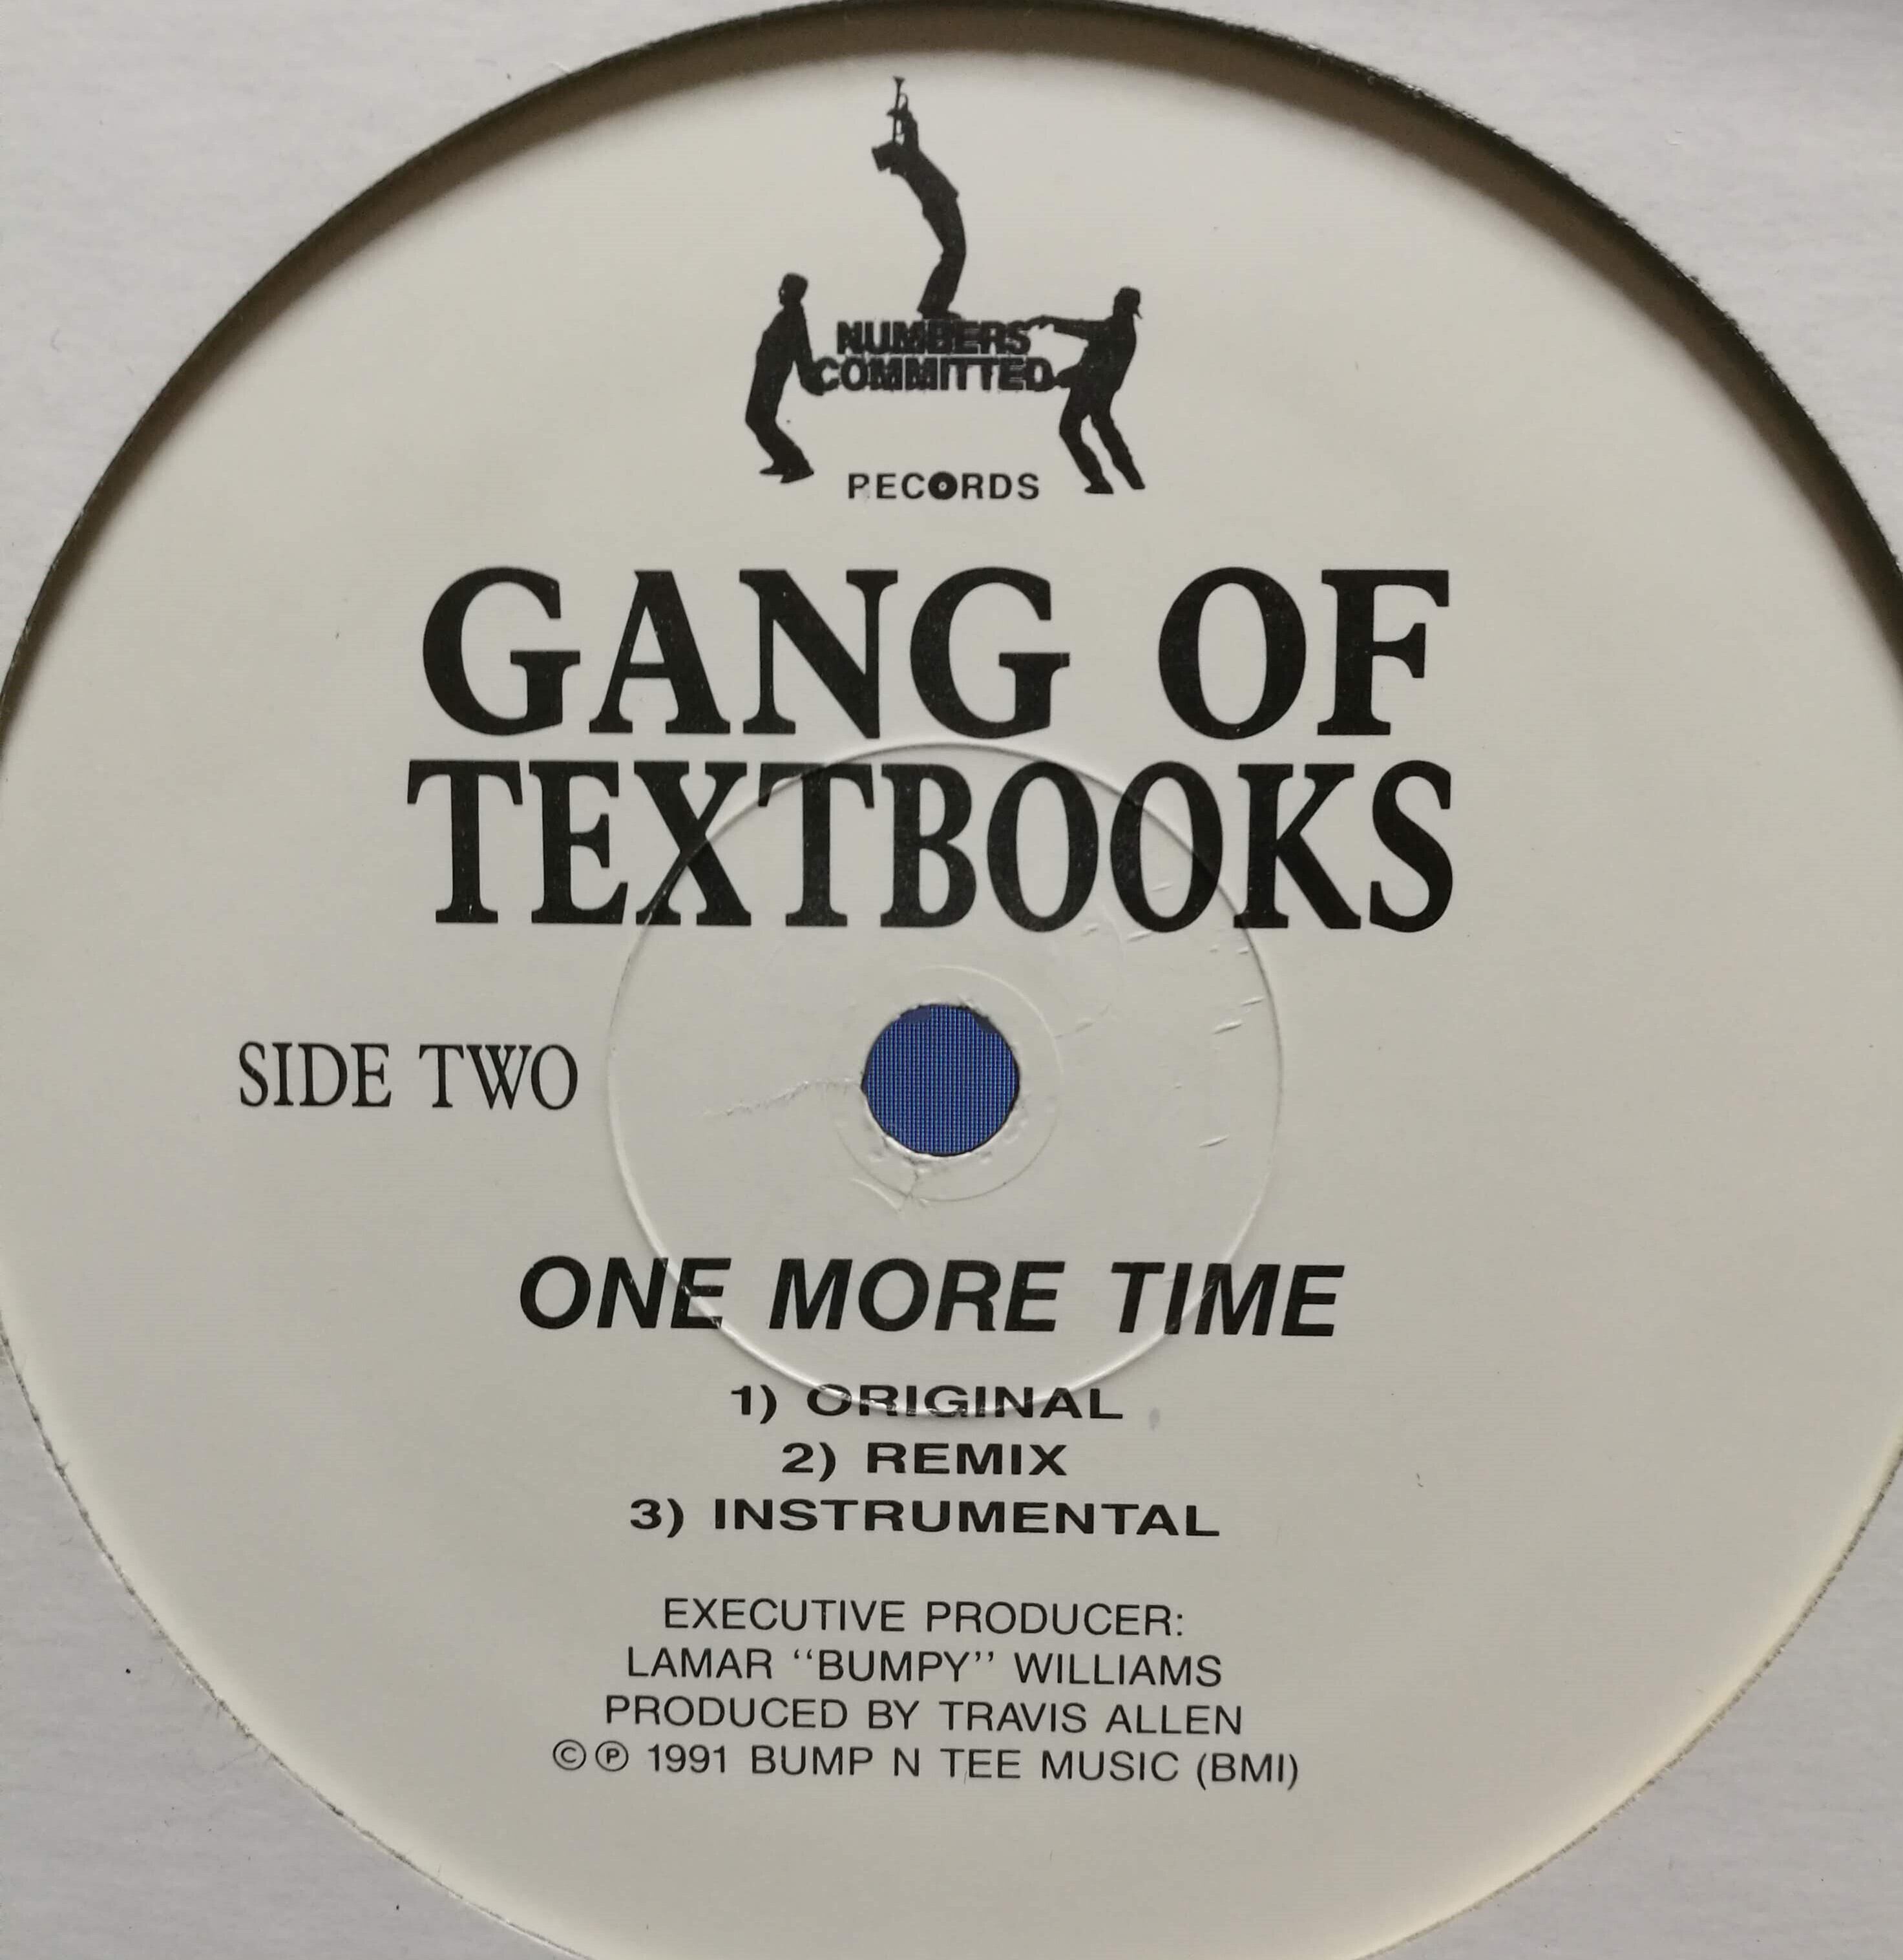 NUMBERS
COMMITTED
RECORDS
GANG OF
TEXTBOOKS
SIDE TWO
ONE MORE TIME
1) ORIGINAL
2) REMIX
3) INSTRUMENTAL
EXECUTIVE PRODUCER:
LAMAR “BUMPY” WILLIAMS
PRODUCED BY TRAVIS ALLEN
©℗ 1991 BUMP N TEE MUSIC (BMI)